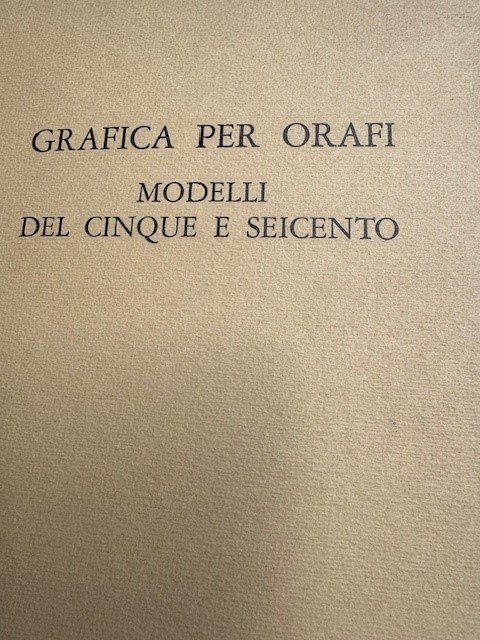 GRAFICA PER ORAFI
MODELLI
DEL CINQUE E SEICENTO